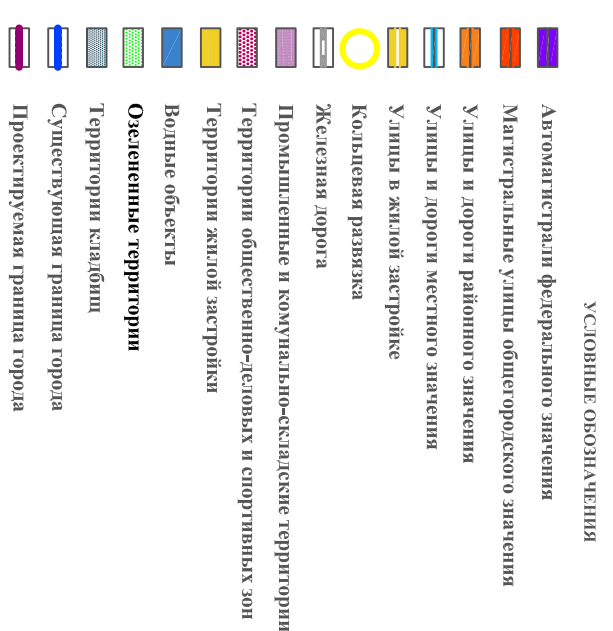 УСЛОВНЫЕ ОБОЗНАЧЕНИЯ
Автомагистрали федерального значения
Магистральные улицы общегородского значения
Улицы и дороги районного значения
Улицы и дороги местного значения
Улицы в жилой застройке
Кольцевая развязка
Железная дорога
Промышленные и комунально-складские территории
Территории общественно-деловых и спортивных зон
Территории жилой застройки
Водные объекты
Озелененные территории
Территории кладбищ
Существующая граница города
Проектируемая граница города